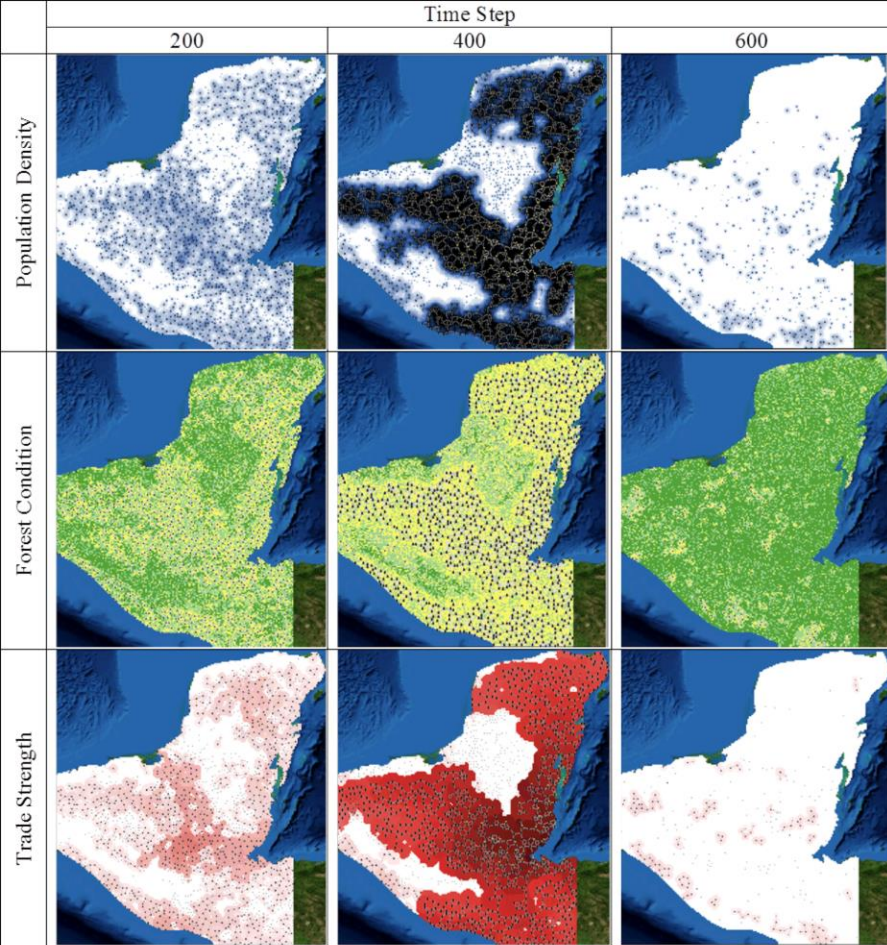 Time Step
200 400 600
Population Density
Forest Condition
Trade Strength